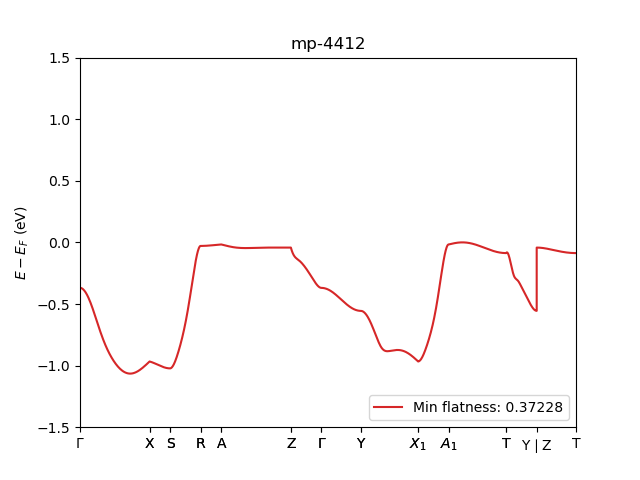 mp-4412
1.5
1.0
0.5
0.0
−0.5
−1.0
−1.5
E − E_F (eV)
Min flatness: 0.37228
Γ X S R A Z Γ Y X₁ A₁ T Y | Z T